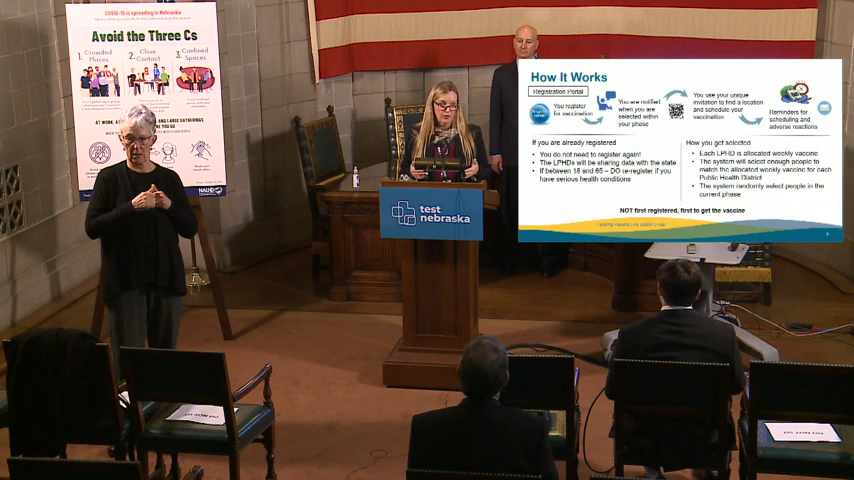 COVID-19 is spreading in Nebraska
Avoid the Three Cs
1. Crowded
Places
2. Close
Contact
3. Confined
Spaces
NALHD
test
nebraska
How It Works
Registration Portal
You register
for vaccination
You are notified
when you are
selected within
your phase
You use your unique
invitation to find a location
and schedule your
vaccination
Reminders for
scheduling and
adverse reactions
If you are already registered
• You do not need to register again!
• The LPHDs will be sharing data with the state
• If between 18 and 65 – DO re-register if you
have serious health conditions
How you get selected
• Each LPHD is allocated weekly vaccine
• The system will select enough people to
match the allocated weekly vaccine for each
Public Health District
• The system randomly select people in the
current phase
NOT first registered, first to get the vaccine
DO NOT
SIT